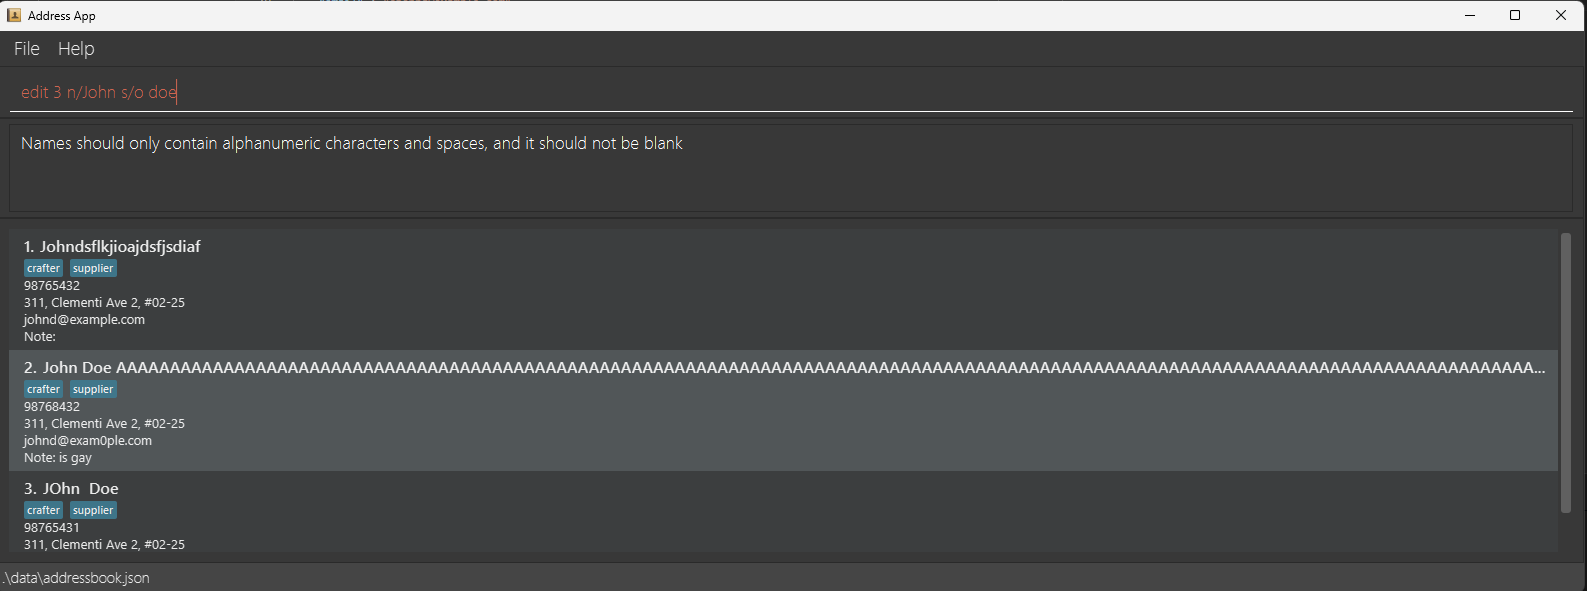 Address App
File Help
edit 3 n/John s/o doe
Names should only contain alphanumeric characters and spaces, and it should not be blank
1. Johndsflkjioajdsfjsdiaf
crafter supplier
98765432
311, Clementi Ave 2, #02-25
johnd@example.com
Note:
2. John Doe AAAAAAAAAAAAAAAAAAAAAAAAAAAAAAAAAAAAAAAAAAAAAAAAAAAAAAAAAAAAAAAAAAAAAAAAAAAAAAAAAAAAAAAAAAAAAAAAAAAAAAAAAAAAAAAAAAAAAAAAAAAAAAAAAAA...
crafter supplier
98768432
311, Clementi Ave 2, #02-25
johnd@exam0ple.com
Note: is gay
3. JOhn  Doe
crafter supplier
98765431
311, Clementi Ave 2, #02-25
.\data\addressbook.json